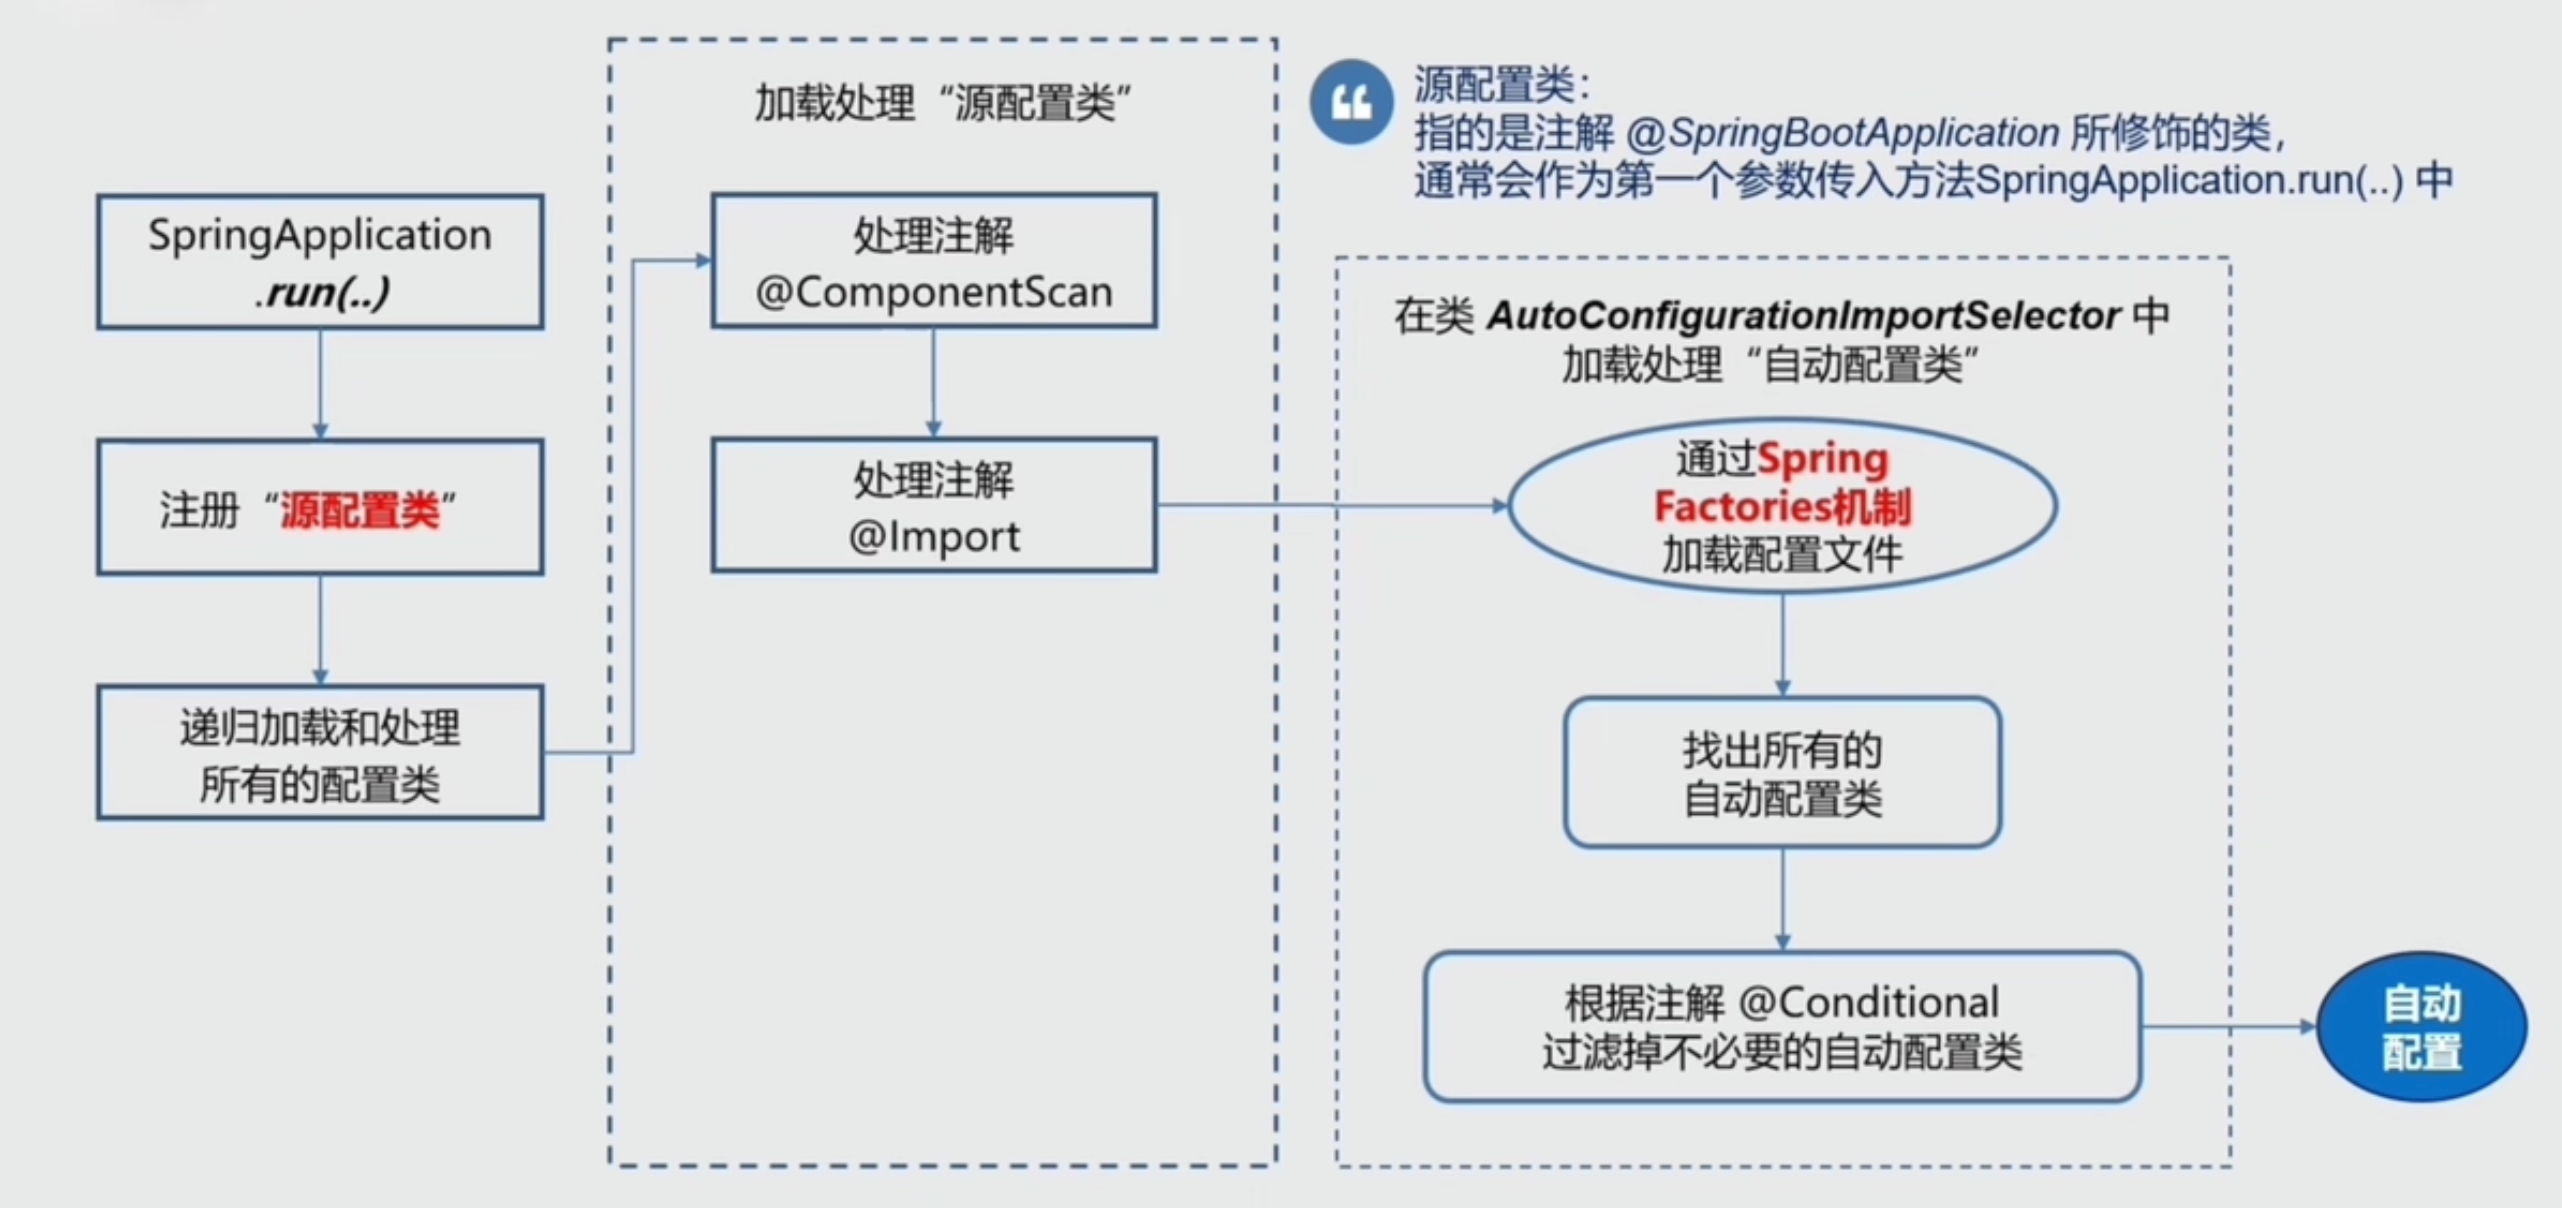 SpringApplication
.run(..)
注册“源配置类”
递归加载和处理
所有的配置类
加载处理“源配置类”
处理注解
@ComponentScan
处理注解
@Import
源配置类：
指的是注解 @SpringBootApplication 所修饰的类，
通常会作为第一个参数传入方法SpringApplication.run(..) 中
在类 AutoConfigurationImportSelector 中
加载处理“自动配置类”
通过Spring
Factories机制
加载配置文件
找出所有的
自动配置类
根据注解 @Conditional
过滤掉不必要的自动配置类
自动
配置